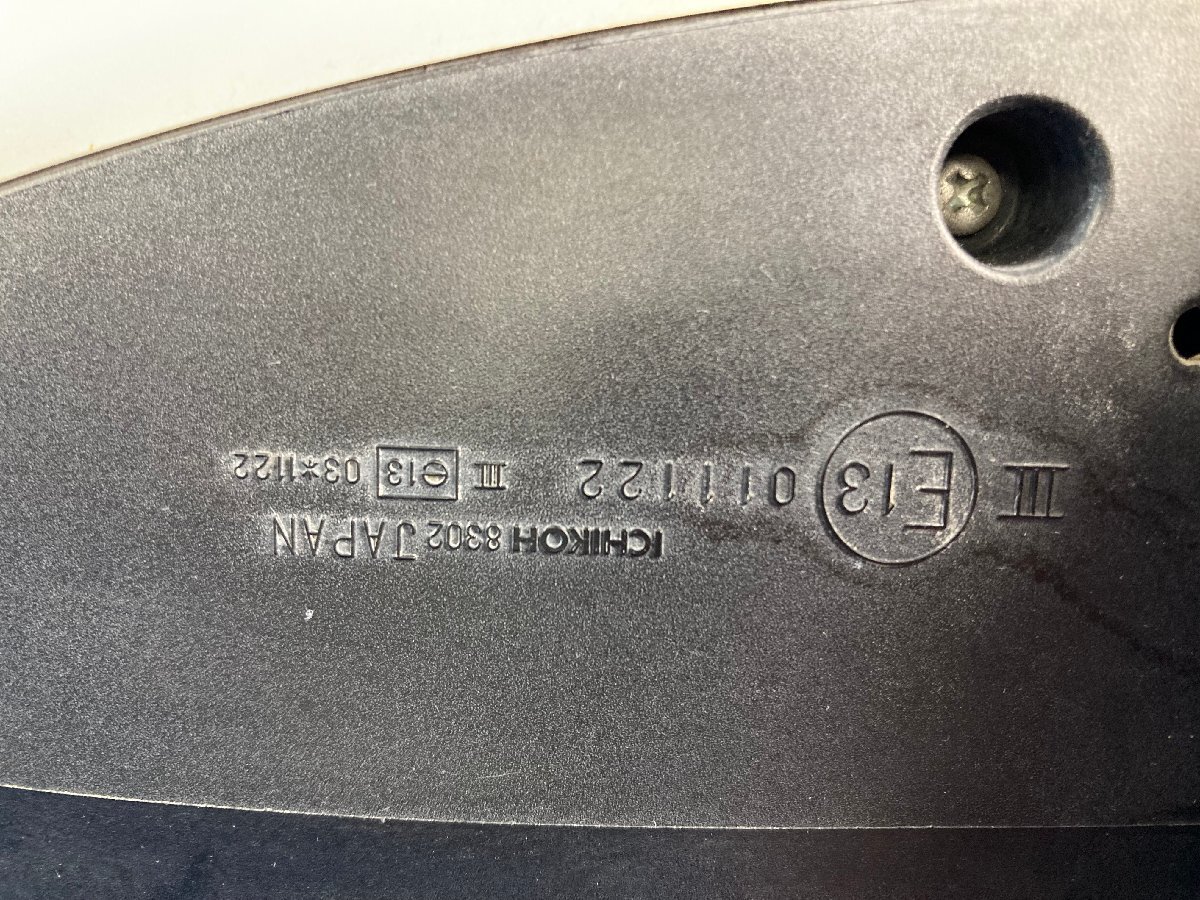 ICHIKOH 8302 JAPAN
III E13 011122 III e13 03*1122